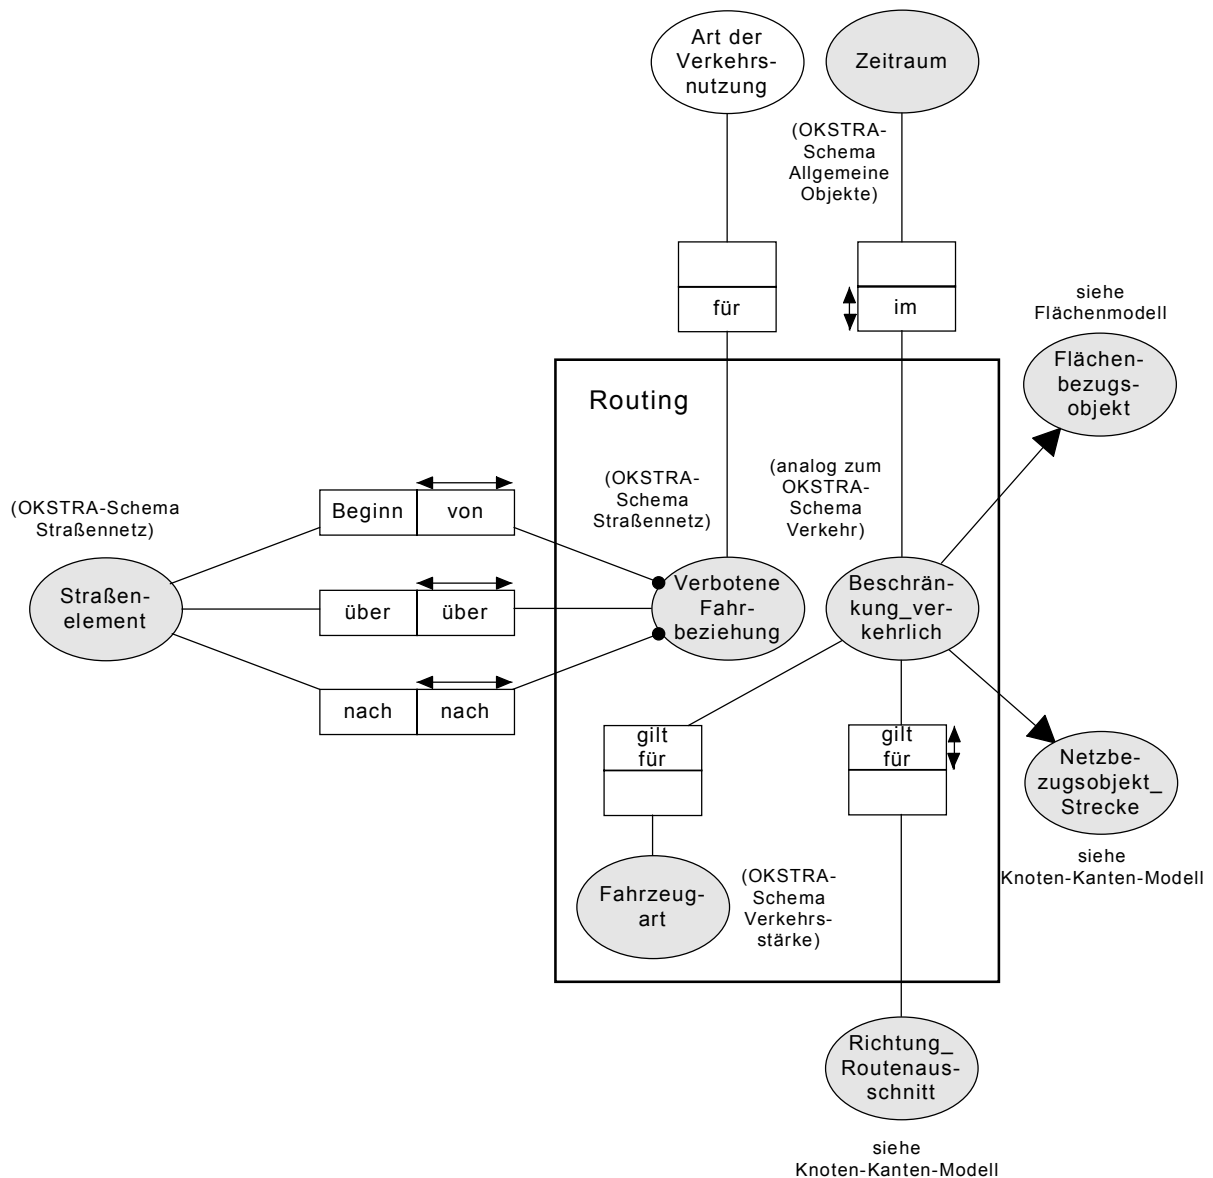 Art der
Verkehrs-
nutzung
Zeitraum
(OKSTRA-
Schema
Allgemeine
Objekte)
für
im
siehe
Flächenmodell
Flächen-
bezugs-
objekt
Routing
(OKSTRA-Schema
Straßennetz)
Beginn
von
(OKSTRA-
Schema
Straßennetz)
(analog zum
OKSTRA-
Schema
Verkehr)
Straßen-
element
über
über
Verbotene
Fahr-
beziehung
Beschrän-
kung_ver-
kehrlich
nach
nach
gilt
für
gilt
für
Netzbe-
zugsobjekt_
Strecke
siehe
Knoten-Kanten-Modell
Fahrzeug-
art
(OKSTRA-
Schema
Verkehrs-
stärke)
Richtung_
Routenaus-
schnitt
siehe
Knoten-Kanten-Modell